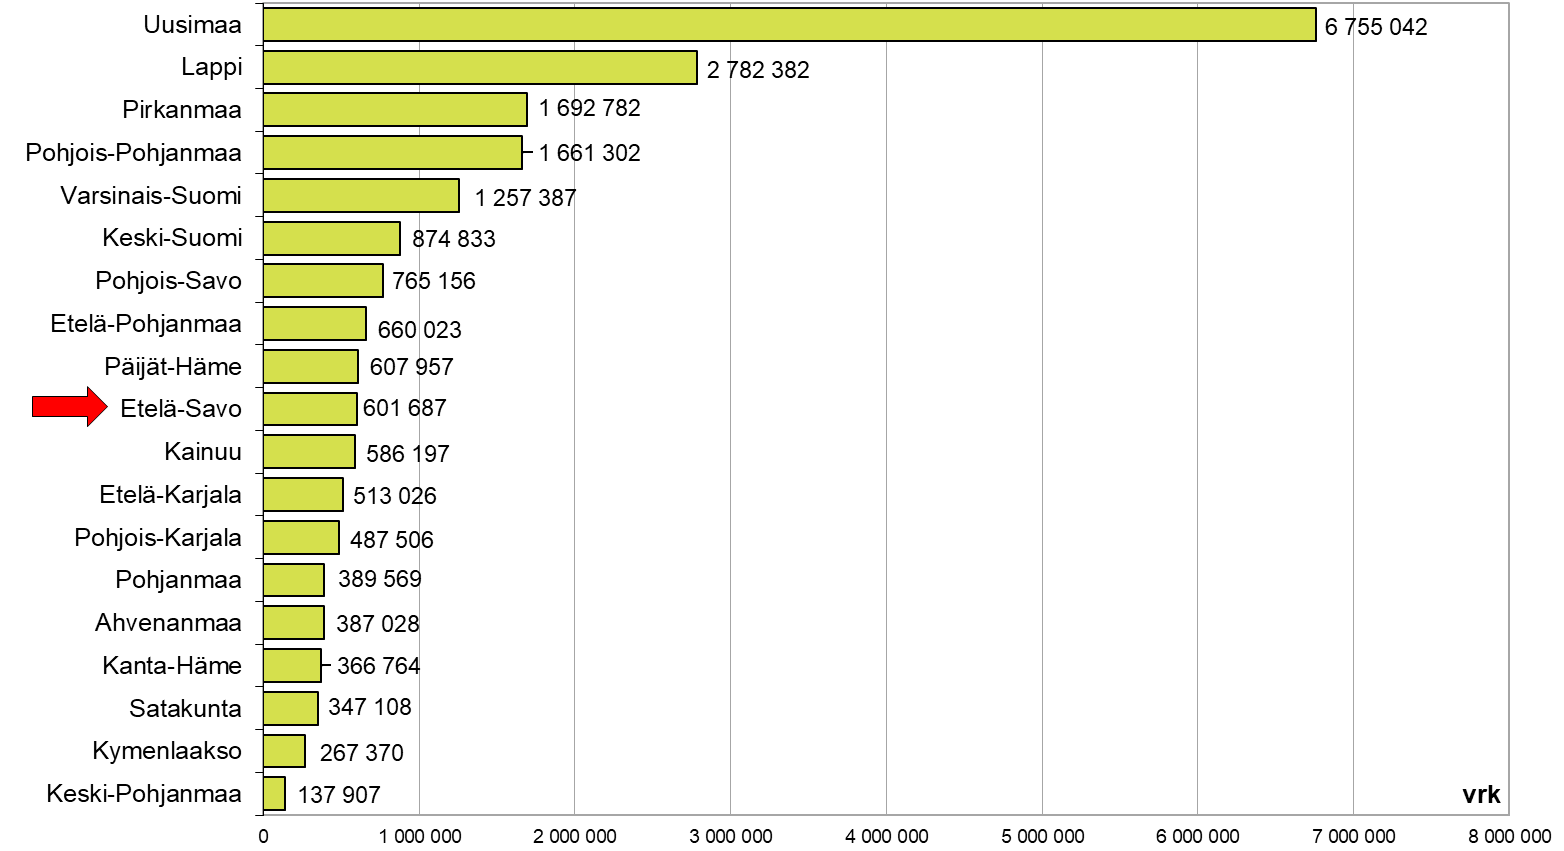 Uusimaa 6 755 042
Lappi 2 782 382
Pirkanmaa 1 692 782
Pohjois-Pohjanmaa 1 661 302
Varsinais-Suomi 1 257 387
Keski-Suomi 874 833
Pohjois-Savo 765 156
Etelä-Pohjanmaa 660 023
Päijät-Häme 607 957
Etelä-Savo 601 687
Kainuu 586 197
Etelä-Karjala 513 026
Pohjois-Karjala 487 506
Pohjanmaa 389 569
Ahvenanmaa 387 028
Kanta-Häme 366 764
Satakunta 347 108
Kymenlaakso 267 370
Keski-Pohjanmaa 137 907 vrk
0 1 000 000 2 000 000 3 000 000 4 000 000 5 000 000 6 000 000 7 000 000 8 000 000